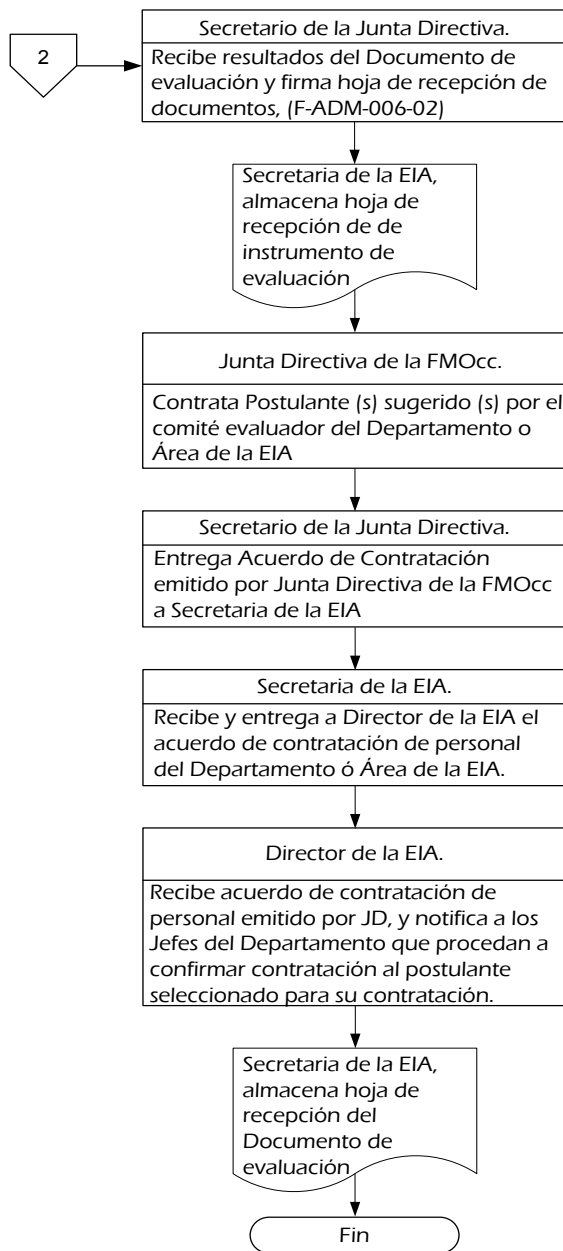 2
Secretario de la Junta Directiva.
Recibe resultados del Documento de
evaluación y firma hoja de recepción de
documentos, (F-ADM-006-02)
Secretaria de la EIA,
almacena hoja de
recepción de de
instrumento de
evaluación
Junta Directiva de la FMOcc.
Contrata Postulante (s) sugerido (s) por el
comité evaluador del Departamento o
Área de la EIA
Secretario de la Junta Directiva.
Entrega Acuerdo de Contratación
emitido por Junta Directiva de la FMOcc
a Secretaria de la EIA
Secretaria de la EIA.
Recibe y entrega a Director de la EIA el
acuerdo de contratación de personal
del Departamento ó Área de la EIA.
Director de la EIA.
Recibe acuerdo de contratación de
personal emitido por JD, y notifica a los
Jefes del Departamento que procedan a
confirmar contratación al postulante
seleccionado para su contratación.
Secretaria de la EIA,
almacena hoja de
recepción del
Documento de
evaluación
Fin